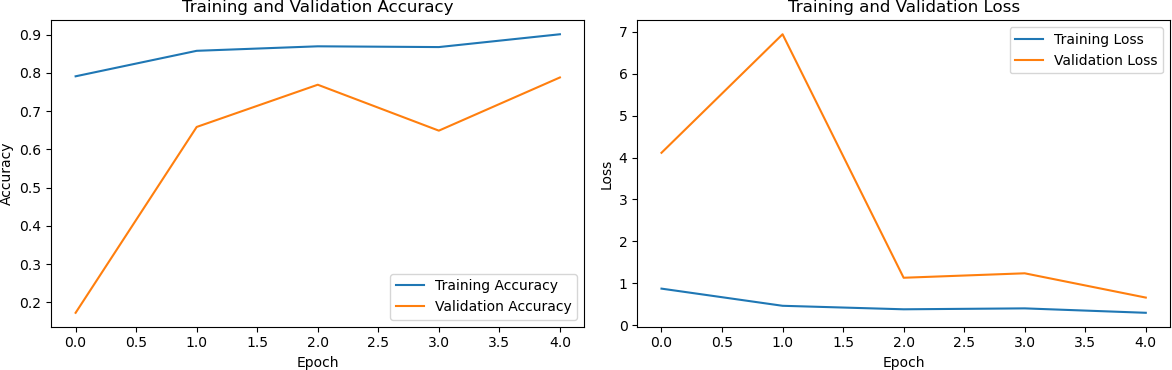 Training and Validation Accuracy
0.9
0.8
0.7
0.6
0.5
0.4
0.3
0.2
Accuracy
Training Accuracy
Validation Accuracy
0.0 0.5 1.0 1.5 2.0 2.5 3.0 3.5 4.0
Epoch
Training and Validation Loss
7
6
5
4
3
2
1
0
Loss
Training Loss
Validation Loss
0.0 0.5 1.0 1.5 2.0 2.5 3.0 3.5 4.0
Epoch